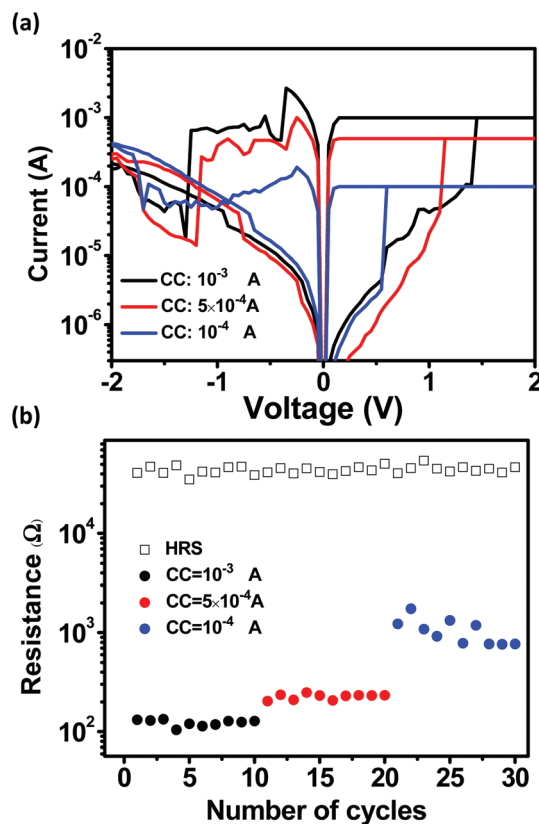 (a)
10⁻²
10⁻³
10⁻⁴
10⁻⁵
10⁻⁶
Current (A)
CC: 10⁻³ A
CC: 5×10⁻⁴A
CC: 10⁻⁴ A
-2 -1 0 1 2
Voltage (V)
(b)
10⁴
10³
10²
Resistance (Ω)
HRS
CC=10⁻³ A
CC=5×10⁻⁴A
CC=10⁻⁴ A
0 5 10 15 20 25 30
Number of cycles